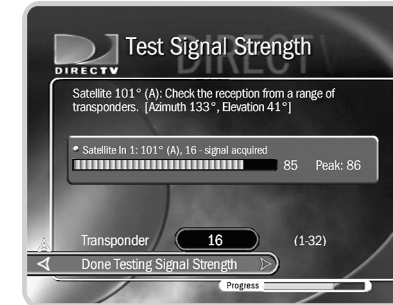 Test Signal Strength
DIRECTV
Satellite 101° (A): Check the reception from a range of
transponders. [Azimuth 133°, Elevation 41°]
Satellite In 1: 101° (A), 16 - signal acquired
85 Peak: 86
Transponder 16 (1-32)
Done Testing Signal Strength
Progress